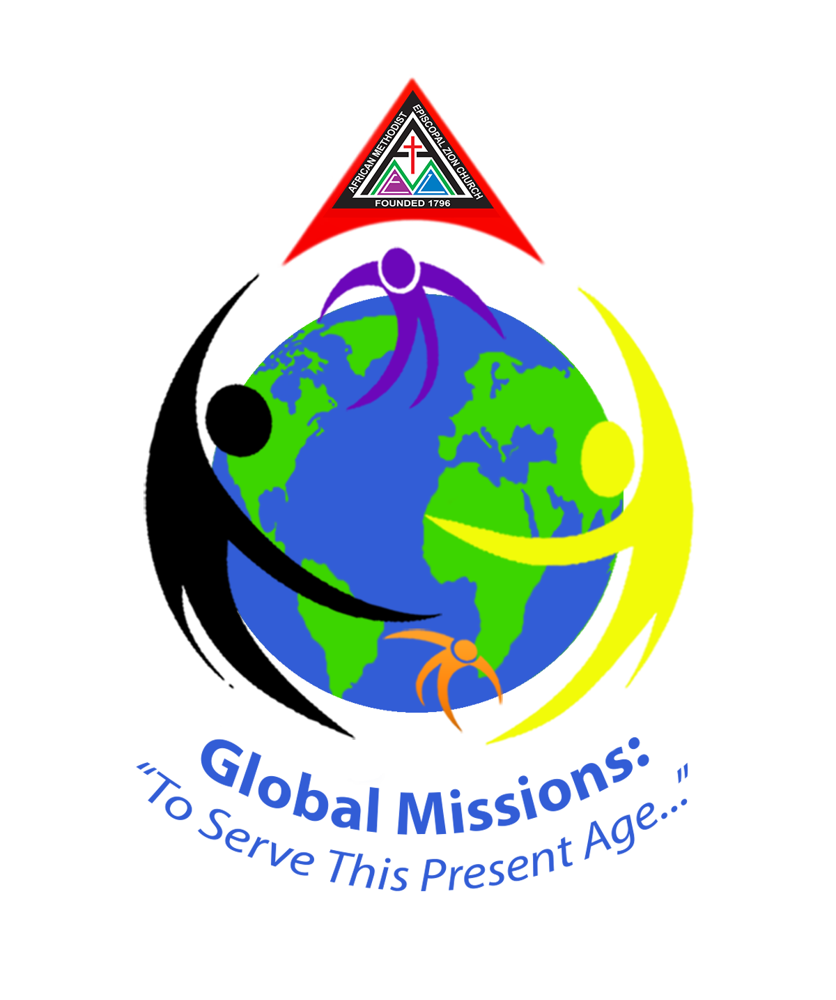 AFRICAN METHODIST
EPISCOPAL ZION CHURCH
A
M
E
Z
FOUNDED 1796
Global Missions:
“To Serve This Present Age...”